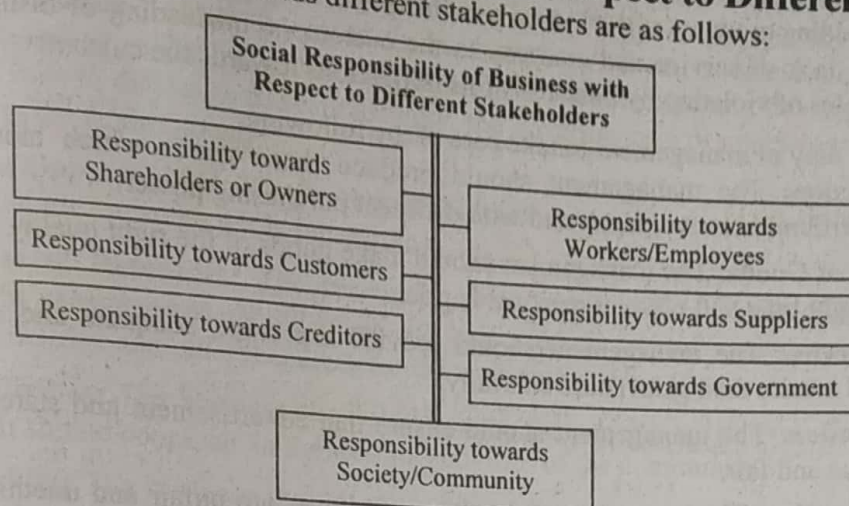 different stakeholders are as follows:
Social Responsibility of Business with
Respect to Different Stakeholders
Responsibility towards
Shareholders or Owners
Responsibility towards
Workers/Employees
Responsibility towards Customers
Responsibility towards Suppliers
Responsibility towards Creditors
Responsibility towards Government
Responsibility towards
Society/Community